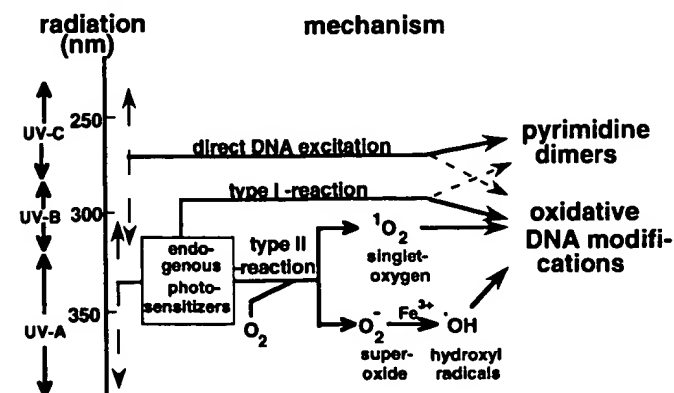 radiation
(nm)
mechanism
250
UV-C
direct DNA excitation
pyrimidine
dimers
type I -reaction
UV-B
300
oxidative
DNA modifi-
cations
endo-
genous
photo-
sensitizers
type II
-reaction
¹O₂
singlet-
oxygen
O₂
350
UV-A
O₂⁻
Fe³⁺
·OH
super-
oxide
hydroxyl
radicals